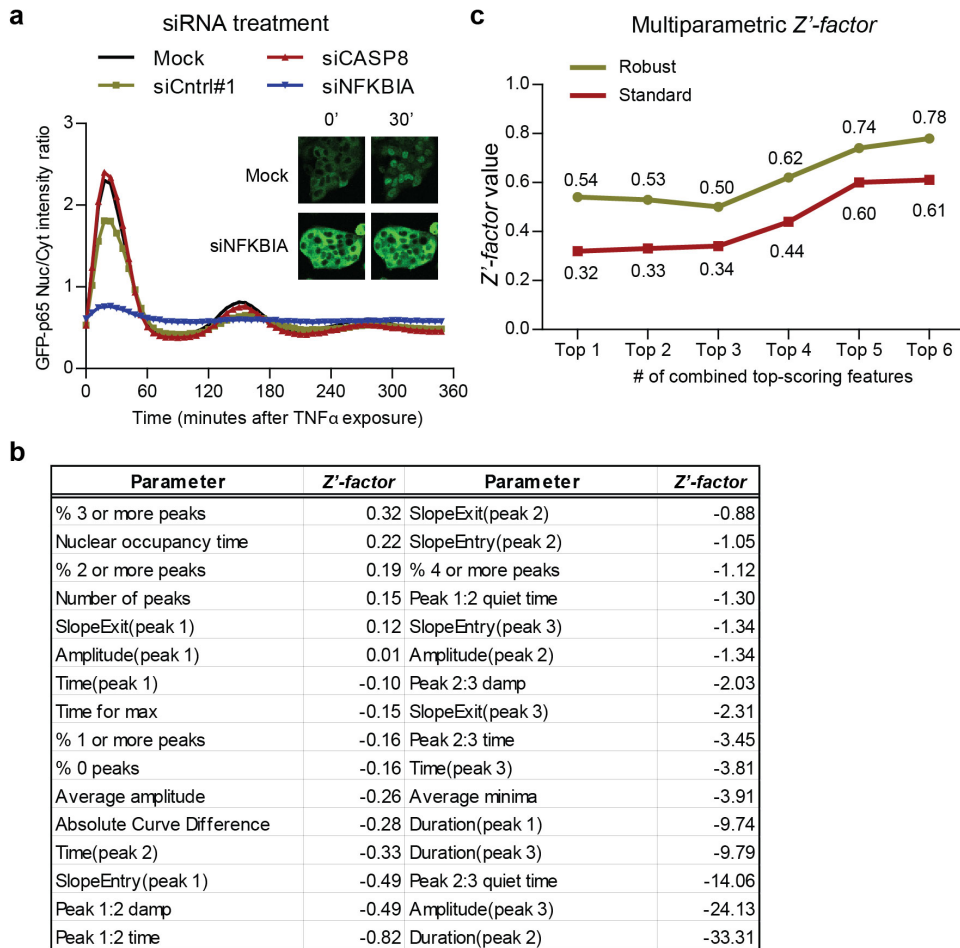 a
siRNA treatment
Mock
siCASP8
siCntrl#1
siNFKBIA
GFP-p65 Nuc/Cyt intensity ratio
3
2
1
0
0 60 120 180 240 300 360
Time (minutes after TNFα exposure)
0' 30'
Mock
siNFKBIA
c
Multiparametric Z'-factor
Robust
Standard
Z'-factor value
1.0
0.8
0.6
0.4
0.2
0.0
0.54 0.53 0.50 0.62 0.74 0.78
0.32 0.33 0.34 0.44 0.60 0.61
Top 1 Top 2 Top 3 Top 4 Top 5 Top 6
# of combined top-scoring features
b
Parameter Z'-factor Parameter Z'-factor
% 3 or more peaks 0.32 SlopeExit(peak 2) -0.88
Nuclear occupancy time 0.22 SlopeEntry(peak 2) -1.05
% 2 or more peaks 0.19 % 4 or more peaks -1.12
Number of peaks 0.15 Peak 1:2 quiet time -1.30
SlopeExit(peak 1) 0.12 SlopeEntry(peak 3) -1.34
Amplitude(peak 1) 0.01 Amplitude(peak 2) -1.34
Time(peak 1) -0.10 Peak 2:3 damp -2.03
Time for max -0.15 SlopeExit(peak 3) -2.31
% 1 or more peaks -0.16 Peak 2:3 time -3.45
% 0 peaks -0.16 Time(peak 3) -3.81
Average amplitude -0.26 Average minima -3.91
Absolute Curve Difference -0.28 Duration(peak 1) -9.74
Time(peak 2) -0.33 Duration(peak 3) -9.79
SlopeEntry(peak 1) -0.49 Peak 2:3 quiet time -14.06
Peak 1:2 damp -0.49 Amplitude(peak 3) -24.13
Peak 1:2 time -0.82 Duration(peak 2) -33.31